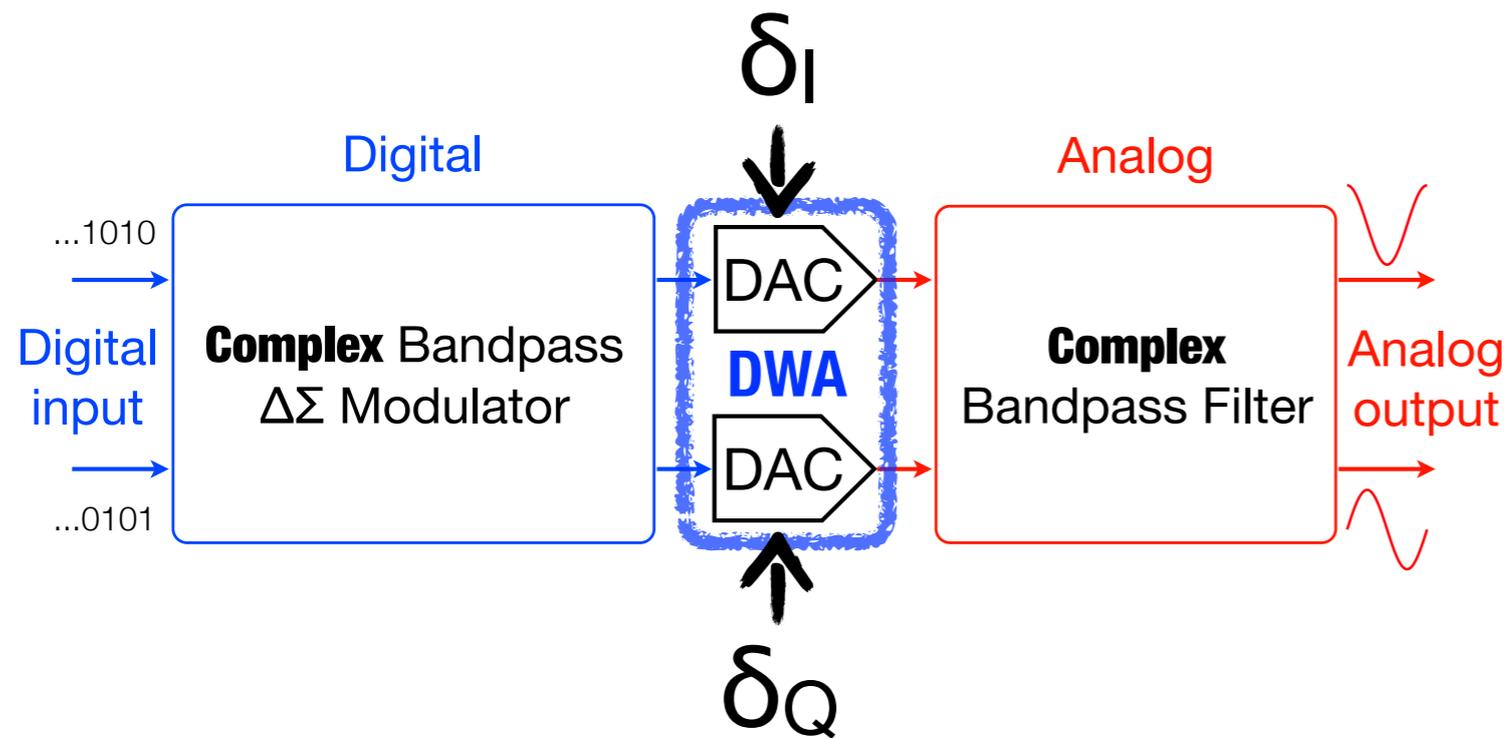 δI
Digital
Analog
...1010
Digital
input
...0101
Complex Bandpass
ΔΣ Modulator
DAC
DWA
DAC
Complex
Bandpass Filter
Analog
output
δQ